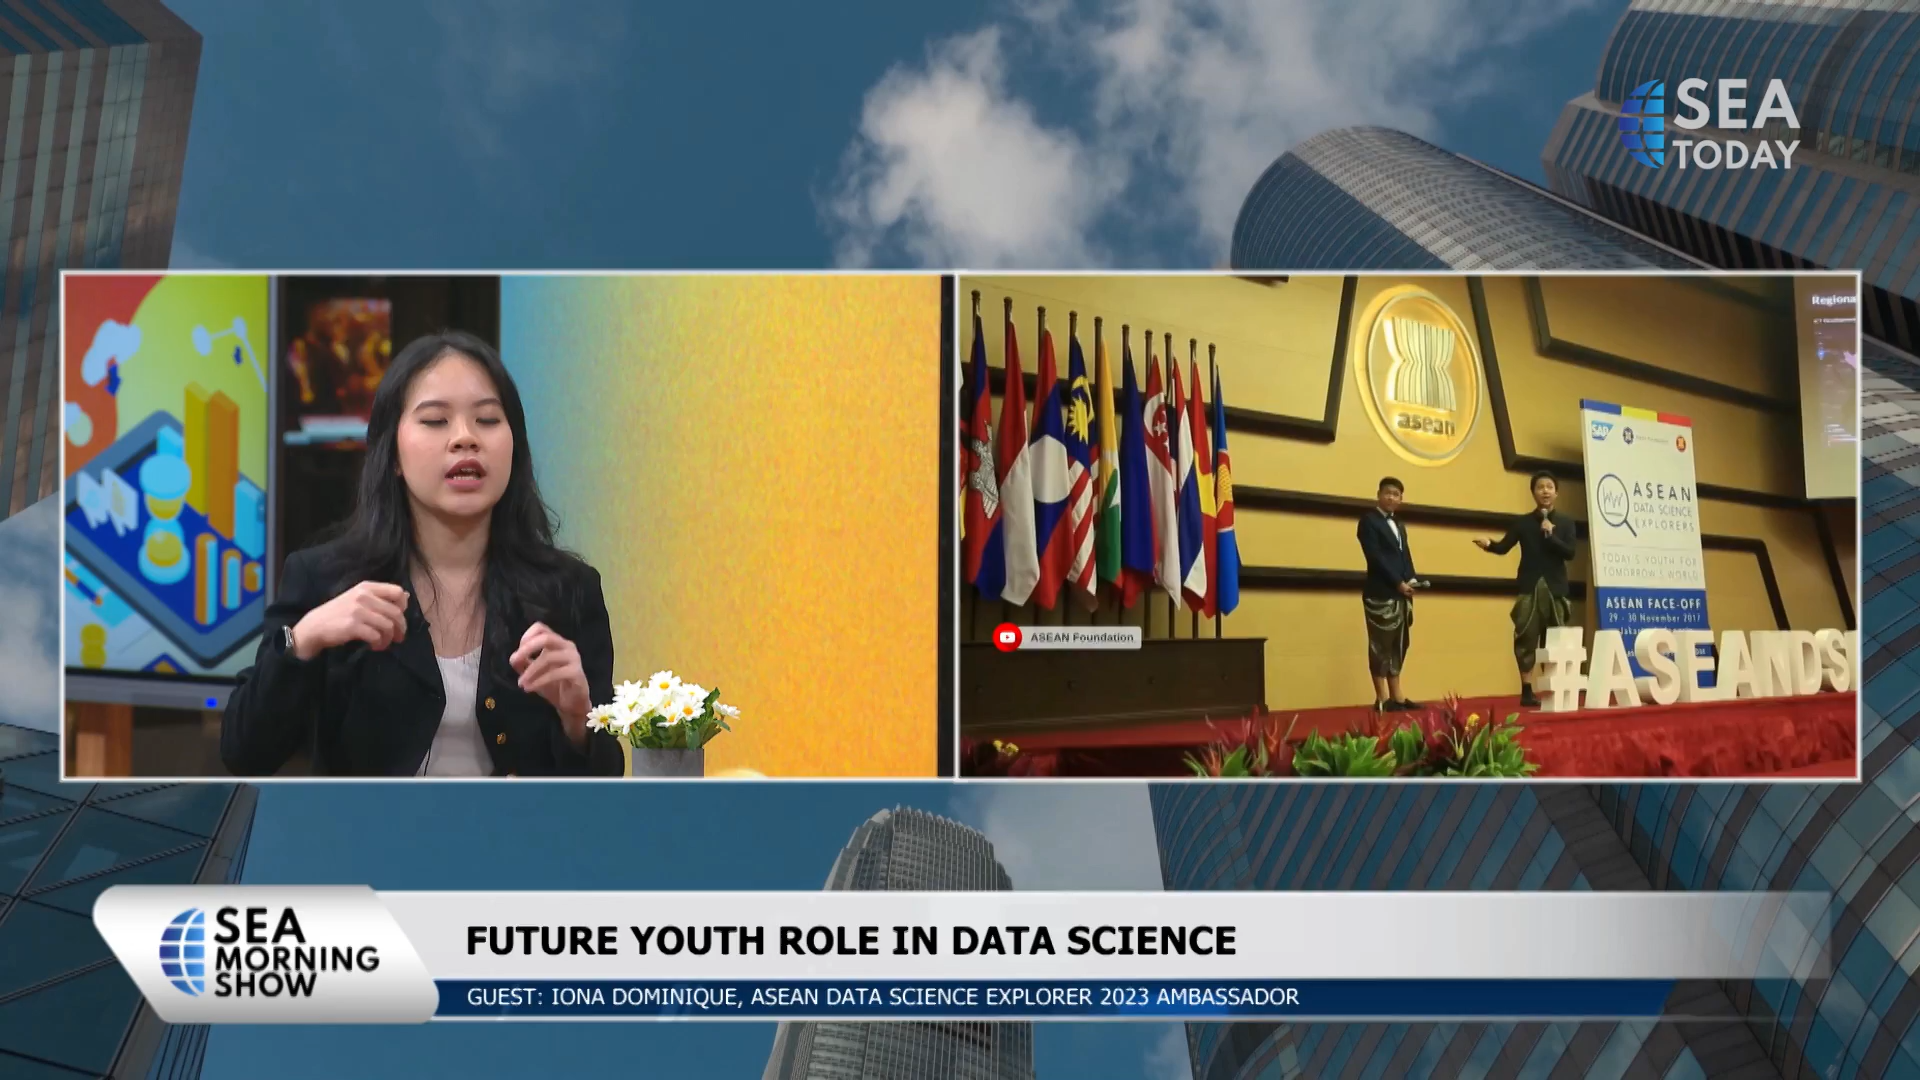 SEA
TODAY
Regiona
asean
SAP
ASEAN
DATA SCIENCE
EXPLORERS
TODAY'S YOUTH FOR
TOMORROW'S WORLD
ASEAN FACE-OFF
29 - 30 November 2017
ASEAN Foundation
#ASEANDS
SEA
MORNING
SHOW
FUTURE YOUTH ROLE IN DATA SCIENCE
GUEST: IONA DOMINIQUE, ASEAN DATA SCIENCE EXPLORER 2023 AMBASSADOR